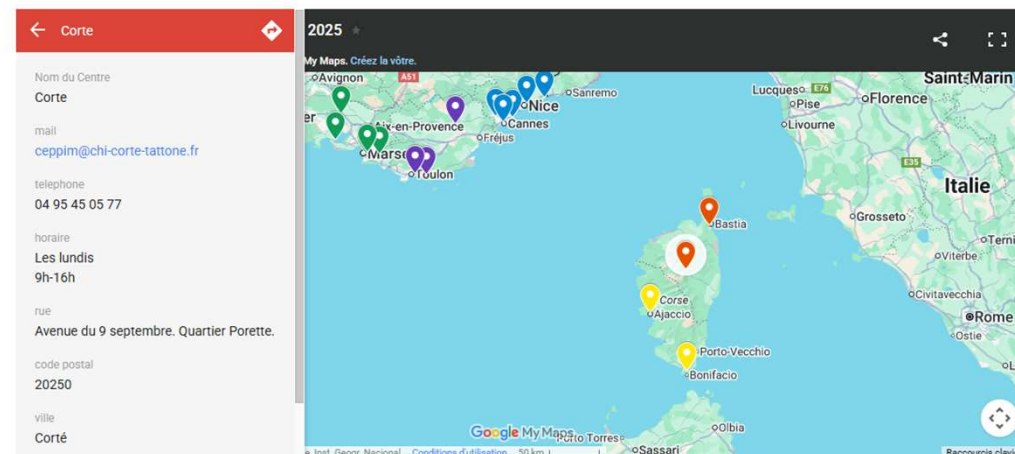 Corte
Nom du Centre
Corte
mail
ceppim@chi-corte-tattone.fr
telephone
04 95 45 05 77
horaire
Les lundis
9h-16h
rue
Avenue du 9 septembre. Quartier Porette.
code postal
20250
ville
Corté
2025
My Maps. Créez la vôtre.
Avignon
A51
Nice
Sanremo
Aix-en-Provence
Cannes
Fréjus
Toulon
Lucques
E76
Saint-Marin
Pise
Florence
Livourne
E35
Italie
Grosseto
Bastia
Viterbe
Civitavecchia
Rome
Ostie
Corse
Ajaccio
Porto-Vecchio
Bonifacio
Olbia
Google My Maps
Porto Torres
Sassari
Inst. Geogr. Nacional
Conditions d'utilisation
50 km